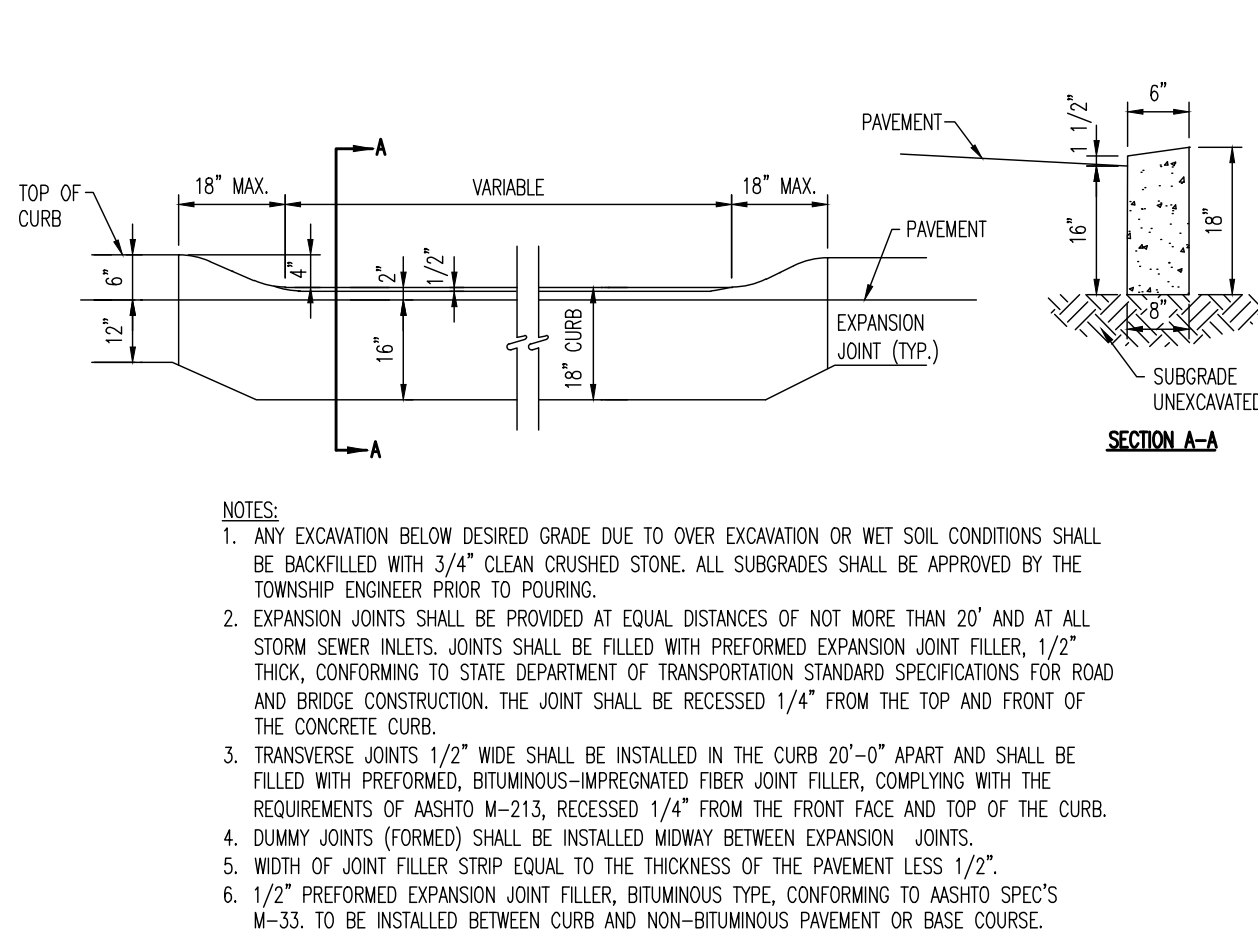 TOP OF
CURB
18" MAX.
VARIABLE
18" MAX.
A
A
6"
12"
4"
2"
1/2"
16"
18" CURB
PAVEMENT
EXPANSION
JOINT (TYP.)
PAVEMENT
6"
1 1/2"
16"
18"
8"
SUBGRADE
UNEXCAVATED
SECTION A-A
NOTES:
1. ANY EXCAVATION BELOW DESIRED GRADE DUE TO OVER EXCAVATION OR WET SOIL CONDITIONS SHALL
BE BACKFILLED WITH 3/4" CLEAN CRUSHED STONE. ALL SUBGRADES SHALL BE APPROVED BY THE
TOWNSHIP ENGINEER PRIOR TO POURING.
2. EXPANSION JOINTS SHALL BE PROVIDED AT EQUAL DISTANCES OF NOT MORE THAN 20' AND AT ALL
STORM SEWER INLETS. JOINTS SHALL BE FILLED WITH PREFORMED EXPANSION JOINT FILLER, 1/2"
THICK, CONFORMING TO STATE DEPARTMENT OF TRANSPORTATION STANDARD SPECIFICATIONS FOR ROAD
AND BRIDGE CONSTRUCTION. THE JOINT SHALL BE RECESSED 1/4" FROM THE TOP AND FRONT OF
THE CONCRETE CURB.
3. TRANSVERSE JOINTS 1/2" WIDE SHALL BE INSTALLED IN THE CURB 20'-0" APART AND SHALL BE
FILLED WITH PREFORMED, BITUMINOUS-IMPREGNATED FIBER JOINT FILLER, COMPLYING WITH THE
REQUIREMENTS OF AASHTO M-213, RECESSED 1/4" FROM THE FRONT FACE AND TOP OF THE CURB.
4. DUMMY JOINTS (FORMED) SHALL BE INSTALLED MIDWAY BETWEEN EXPANSION JOINTS.
5. WIDTH OF JOINT FILLER STRIP EQUAL TO THE THICKNESS OF THE PAVEMENT LESS 1/2".
6. 1/2" PREFORMED EXPANSION JOINT FILLER, BITUMINOUS TYPE, CONFORMING TO AASHTO SPEC'S
M-33. TO BE INSTALLED BETWEEN CURB AND NON-BITUMINOUS PAVEMENT OR BASE COURSE.